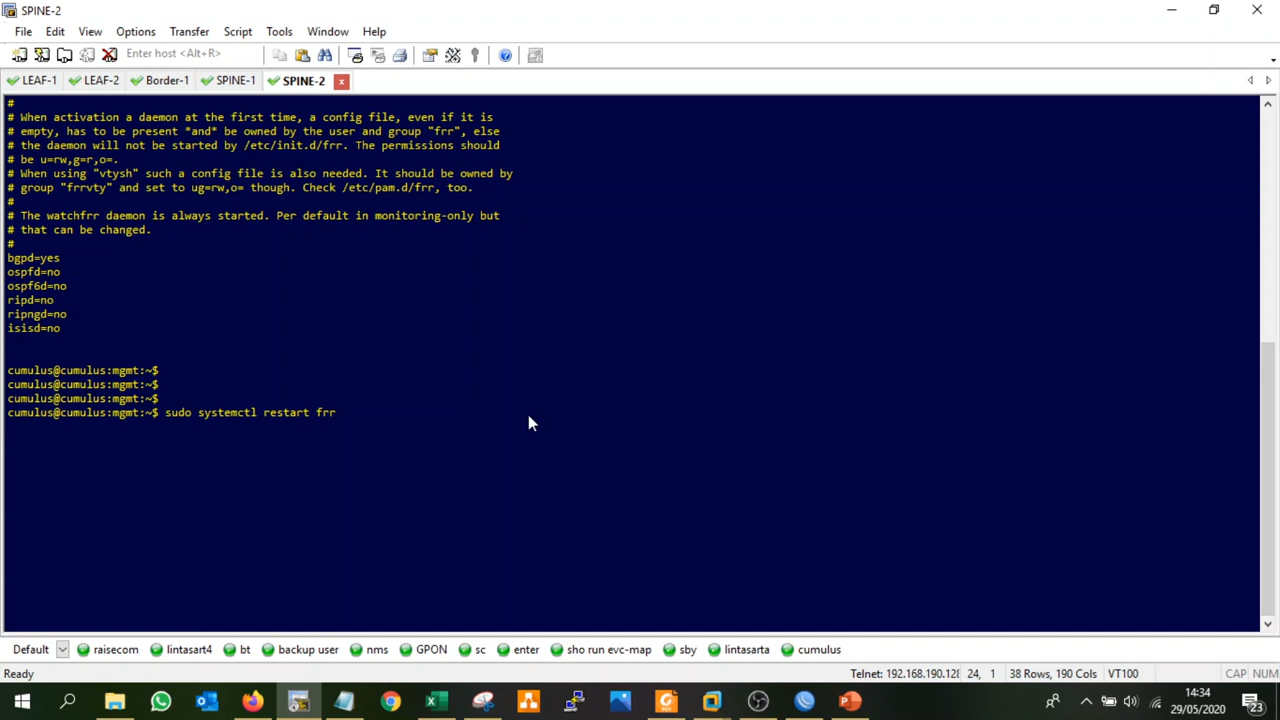 SPINE-2
File Edit View Options Transfer Script Tools Window Help
Enter host <Alt+R>
LEAF-1 LEAF-2 Border-1 SPINE-1 SPINE-2 x
#
# When activation a daemon at the first time, a config file, even if it is
# empty, has to be present *and* be owned by the user and group "frr", else
# the daemon will not be started by /etc/init.d/frr. The permissions should
# be u=rw,g=r,o=.
# When using "vtysh" such a config file is also needed. It should be owned by
# group "frrvty" and set to ug=rw,o= though. Check /etc/pam.d/frr, too.
#
# The watchfrr daemon is always started. Per default in monitoring-only but
# that can be changed.
#
bgpd=yes
ospfd=no
ospf6d=no
ripd=no
ripngd=no
isisd=no
cumulus@cumulus:mgmt:~$
cumulus@cumulus:mgmt:~$
cumulus@cumulus:mgmt:~$
cumulus@cumulus:mgmt:~$ sudo systemctl restart frr
Default raisecom lintasart4 bt backup user nms GPON sc enter sho run evc-map sby lintasarta cumulus
Ready Telnet: 192.168.190.128 24, 1 38 Rows, 190 Cols VT100 CAP NUM
14:34
29/05/2020
23